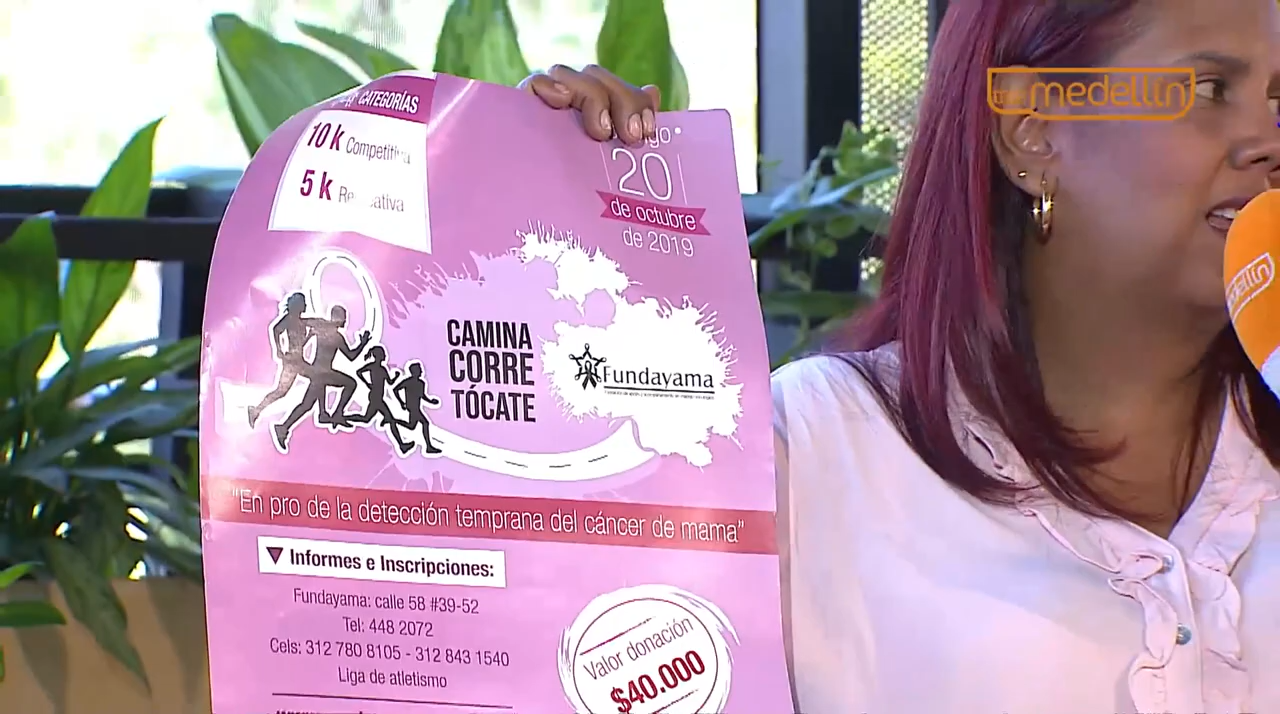 CATEGORÍAS
10 k Competitiva
5 k
20
de octubre
de 2019
CAMINA
CORRE
TÓCATE
Fundayama
"En pro de la detección temprana del cáncer de mama"
Informes e Inscripciones:
Fundayama: calle 58 #39-52
Tel: 448 2072
Cels: 312 780 8105 - 312 843 1540
Liga de atletismo
Valor donación
$40.000
medellín
medellín